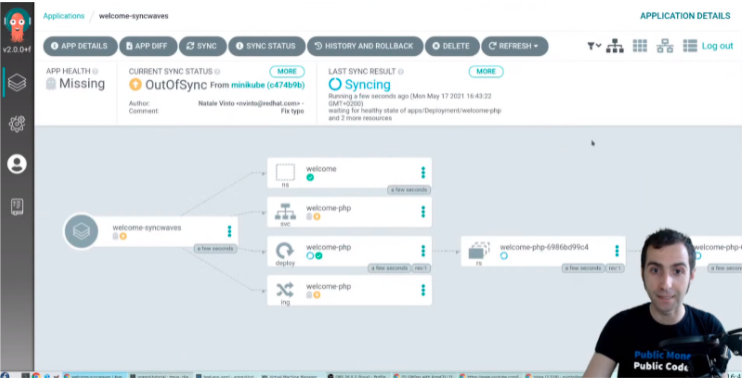 Applications / welcome-syncwaves
APPLICATION DETAILS
v2.0.0+f
APP DETAILS
APP DIFF
SYNC
SYNC STATUS
HISTORY AND ROLLBACK
DELETE
REFRESH
Log out
APP HEALTH
Missing
CURRENT SYNC STATUS
MORE
OutOfSync From minikube (c474b9b)
Author: Natale Vinto <nvinto@redhat.com> -
Comment: Fix type
LAST SYNC RESULT
MORE
Syncing
Running a few seconds ago (Mon May 17 2021 16:43:22
GMT+0200)
waiting for healthy state of apps/Deployment/welcome-php
and 2 more resources
welcome-syncwaves
a few seconds
welcome
ns
a few seconds
welcome-php
svc
welcome-php
deploy
a few seconds
rev:1
welcome-php
ing
welcome-php-6986bd99c4
rs
a few seconds
rev:1
welcome-php-
a few seconds
Public Money
Public Code